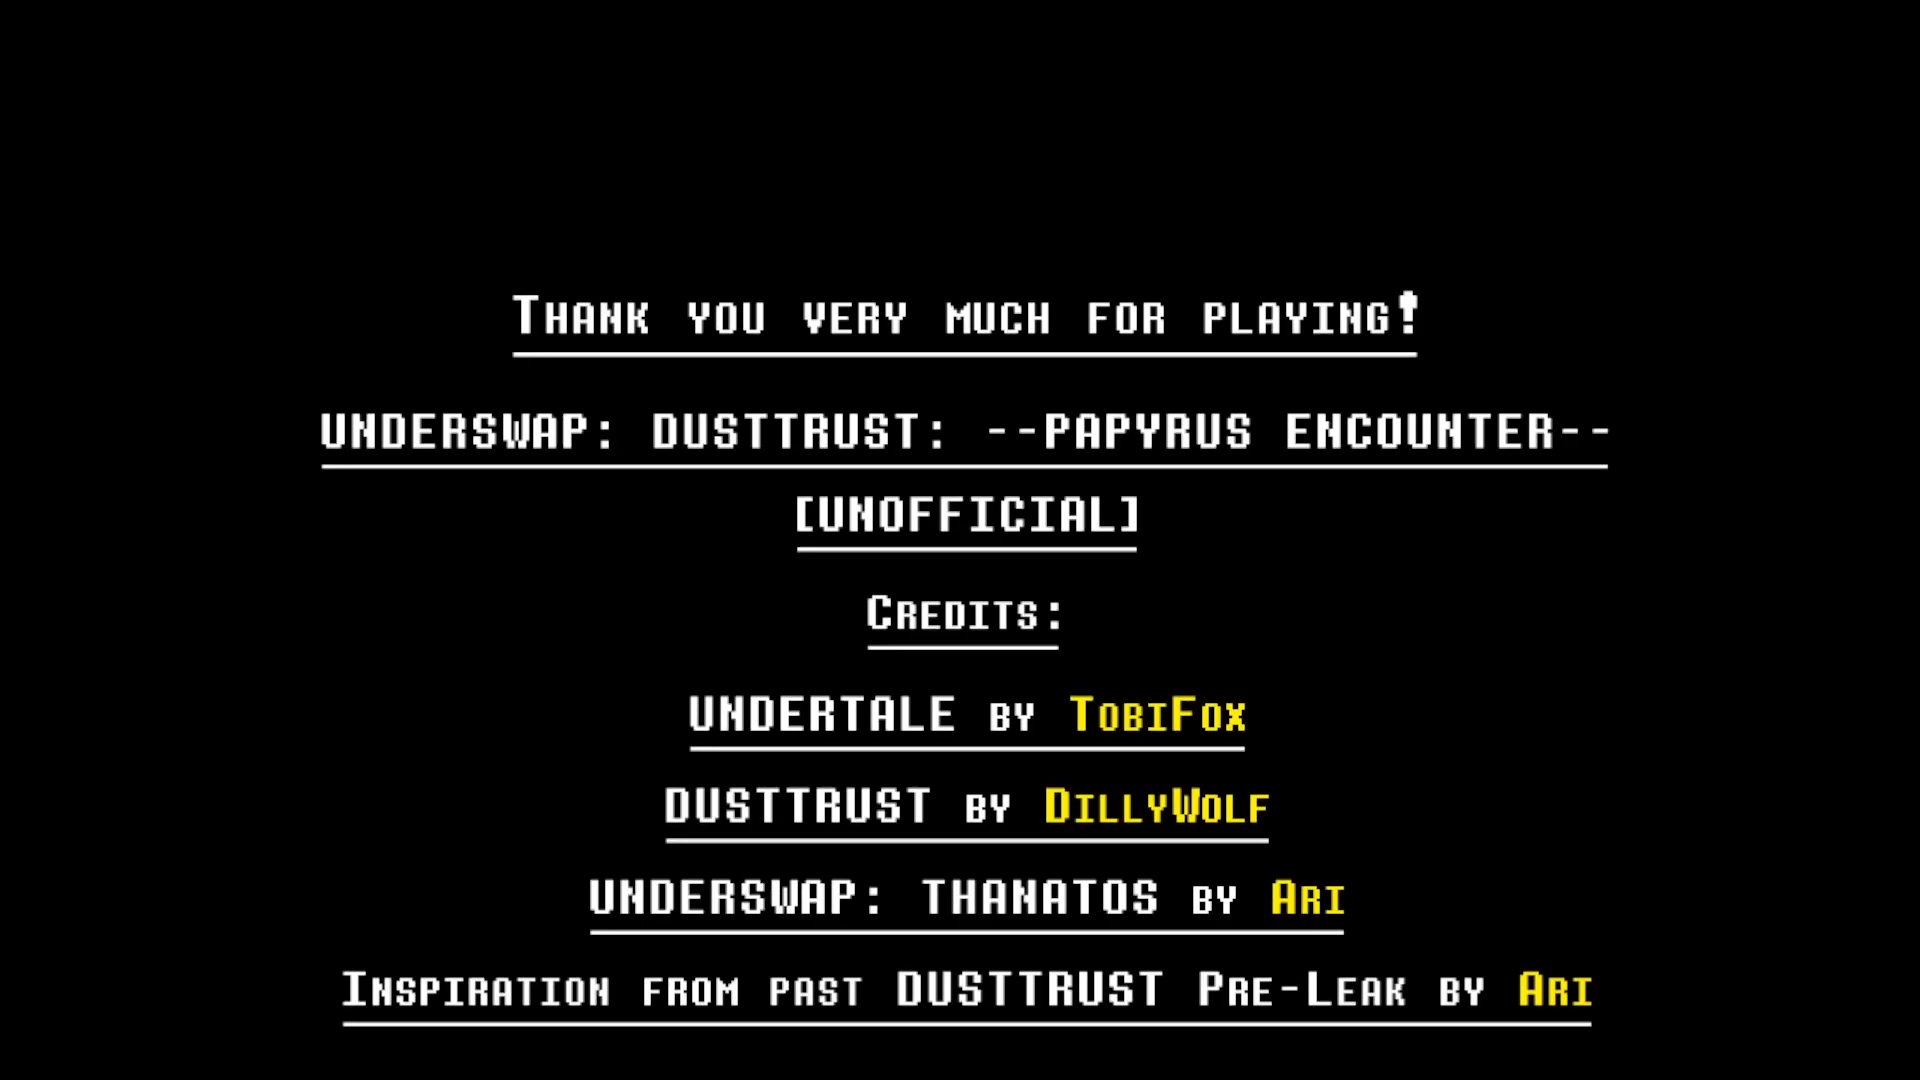 Thank you very much for playing!
UNDERSWAP: DUSTTRUST: --PAPYRUS ENCOUNTER--
[UNOFFICIAL]
Credits:
UNDERTALE by TobiFox
DUSTTRUST by DillyWolf
UNDERSWAP: THANATOS by Ari
Inspiration from past DUSTTRUST Pre-Leak by Ari